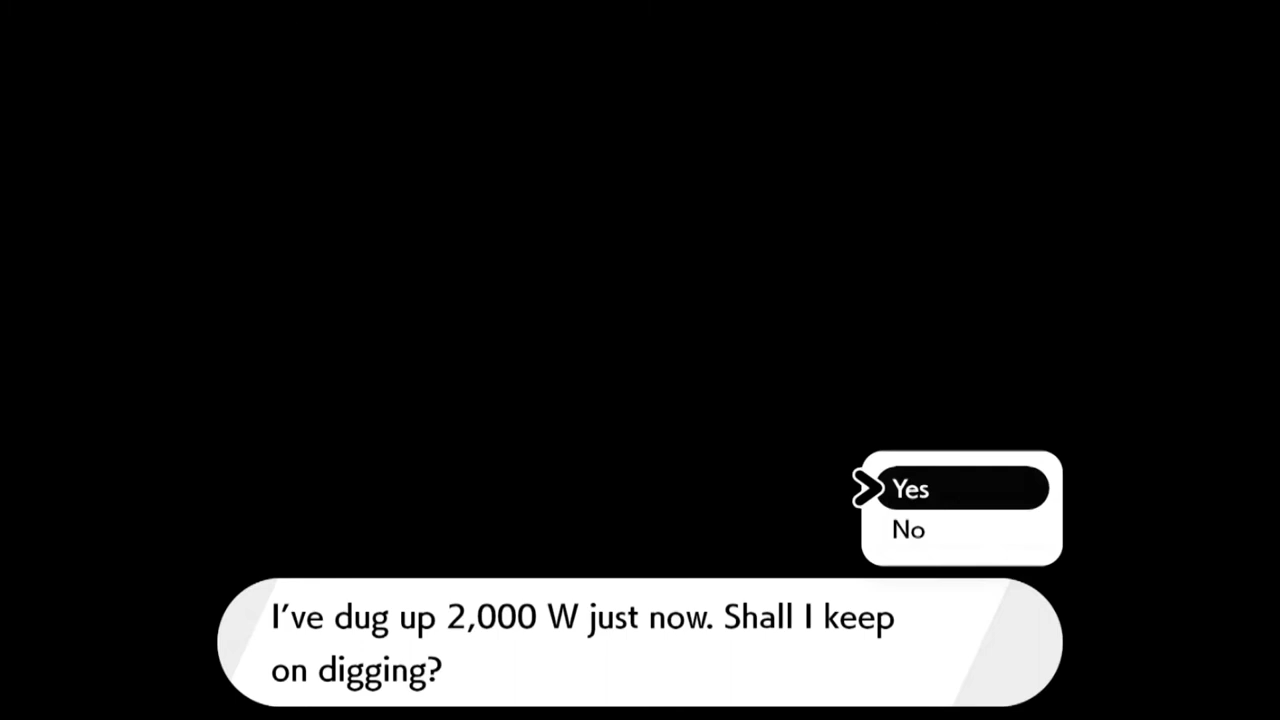 Yes
No
I've dug up 2,000 W just now. Shall I keep
on digging?